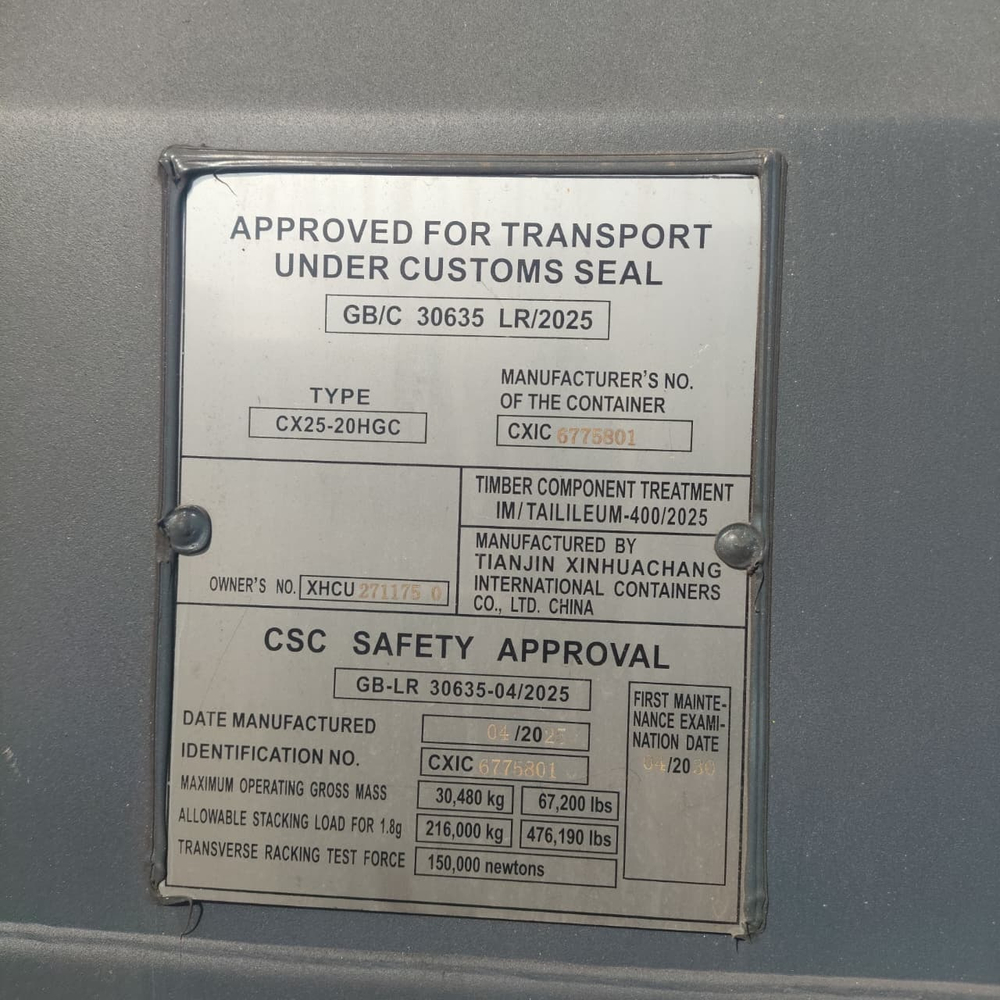 APPROVED FOR TRANSPORT
UNDER CUSTOMS SEAL
GB/C 30635 LR/2025
TYPE
CX25-20HGC
MANUFACTURER'S NO.
OF THE CONTAINER
CXIC 6775801
TIMBER COMPONENT TREATMENT
IM/TAILILEUM-400/2025
OWNER'S NO. XHCU 271175 0
MANUFACTURED BY
TIANJIN XINHUACHANG
INTERNATIONAL CONTAINERS
CO., LTD. CHINA
CSC SAFETY APPROVAL
GB-LR 30635-04/2025
DATE MANUFACTURED 04/2025
IDENTIFICATION NO. CXIC 6775801
MAXIMUM OPERATING GROSS MASS 30,480 kg 67,200 lbs
ALLOWABLE STACKING LOAD FOR 1.8g 216,000 kg 476,190 lbs
TRANSVERSE RACKING TEST FORCE 150,000 newtons
FIRST MAINTE-
NANCE EXAMI-
NATION DATE
04/2030